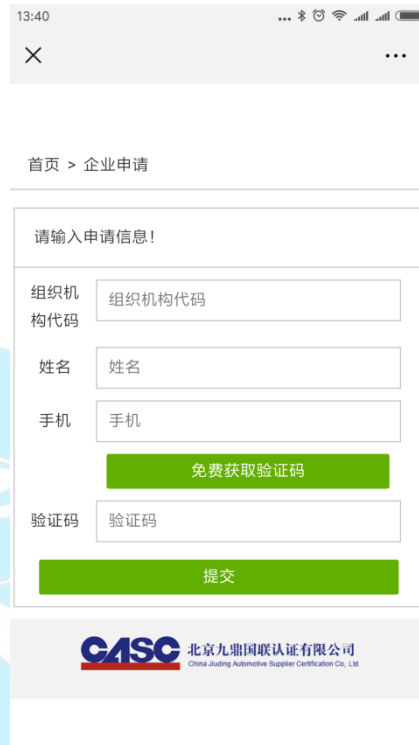 13:40
首页 > 企业申请
请输入申请信息!
组织机
构代码
组织机构代码
姓名
姓名
手机
手机
免费获取验证码
验证码
验证码
提交
CASC
北京九鼎国联认证有限公司
China Jiuding Automotive Supplier Certification Co., Ltd